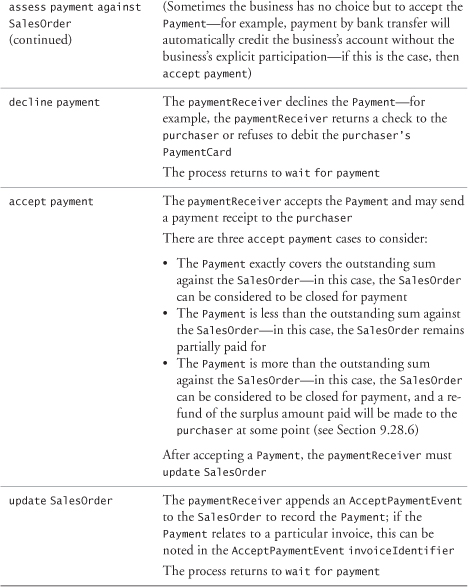 assess payment against
SalesOrder
(continued)
(Sometimes the business has no choice but to accept the
Payment—for example, payment by bank transfer will
automatically credit the business's account without the
business's explicit participation—if this is the case, then
accept payment)
decline payment
The paymentReceiver declines the Payment—for
example, the paymentReceiver returns a check to the
purchaser or refuses to debit the purchaser's
PaymentCard
The process returns to wait for payment
accept payment
The paymentReceiver accepts the Payment and may send
a payment receipt to the purchaser
There are three accept payment cases to consider:
• The Payment exactly covers the outstanding sum
against the SalesOrder—in this case, the SalesOrder
can be considered to be closed for payment
• The Payment is less than the outstanding sum against
the SalesOrder—in this case, the SalesOrder remains
partially paid for
• The Payment is more than the outstanding sum
against the SalesOrder—in this case, the SalesOrder
can be considered to be closed for payment, and a re-
fund of the surplus amount paid will be made to the
purchaser at some point (see Section 9.28.6)
After accepting a Payment, the paymentReceiver must
update SalesOrder
update SalesOrder
The paymentReceiver appends an AcceptPaymentEvent
to the SalesOrder to record the Payment; if the
Payment relates to a particular invoice, this can be
noted in the AcceptPaymentEvent invoiceIdentifier
The process returns to wait for payment